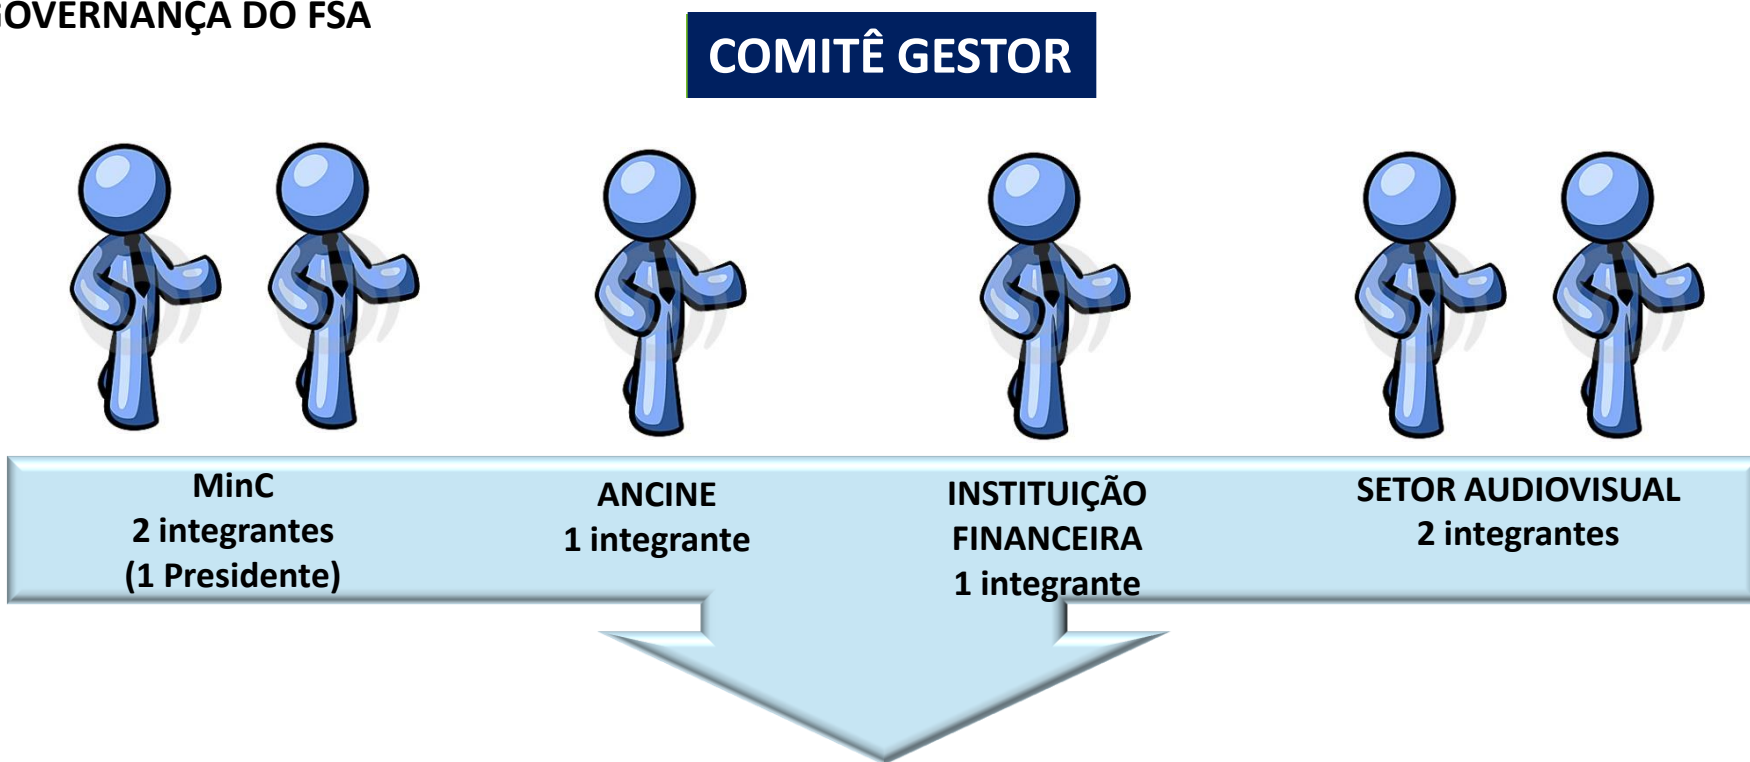 GOVERNANÇA DO FSA
COMITÊ GESTOR
MinC
2 integrantes
(1 Presidente)
ANCINE
1 integrante
INSTITUIÇÃO
FINANCEIRA
1 integrante
SETOR AUDIOVISUAL
2 integrantes